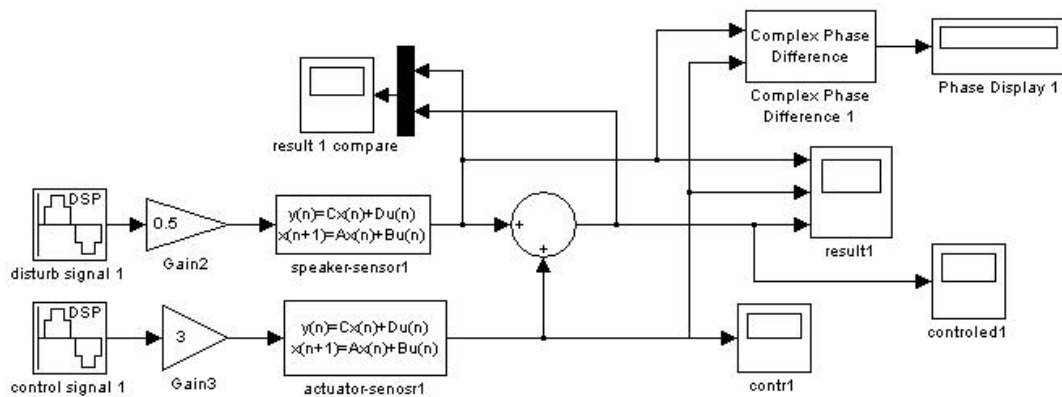 Complex Phase
Difference
Complex Phase
Difference 1
Phase Display 1
result 1 compare
DSP
disturb signal 1
0.5
Gain2
y(n)=Cx(n)+Du(n)
x(n+1)=Ax(n)+Bu(n)
speaker-sensor1
+
+
result1
controled1
DSP
control signal 1
3
Gain3
y(n)=Cx(n)+Du(n)
x(n+1)=Ax(n)+Bu(n)
actuator-senosr1
contr1